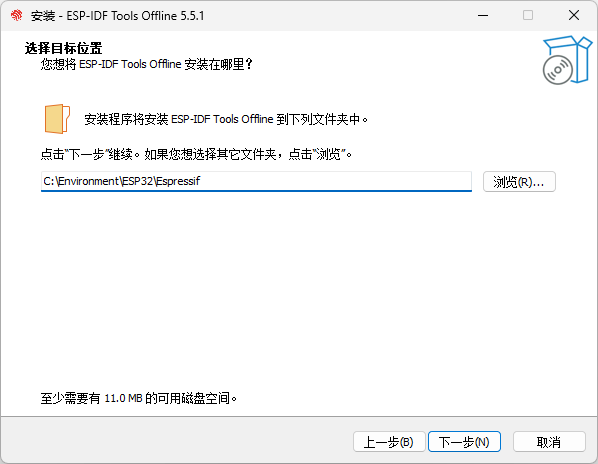 安装 - ESP-IDF Tools Offline 5.5.1
选择目标位置
您想将 ESP-IDF Tools Offline 安装在哪里？
安装程序将安装 ESP-IDF Tools Offline 到下列文件夹中。
点击“下一步”继续。如果您想选择其它文件夹，点击“浏览”。
C:\Environment\ESP32\Espressif
浏览(R)...
至少需要有 11.0 MB 的可用磁盘空间。
上一步(B)
下一步(N)
取消